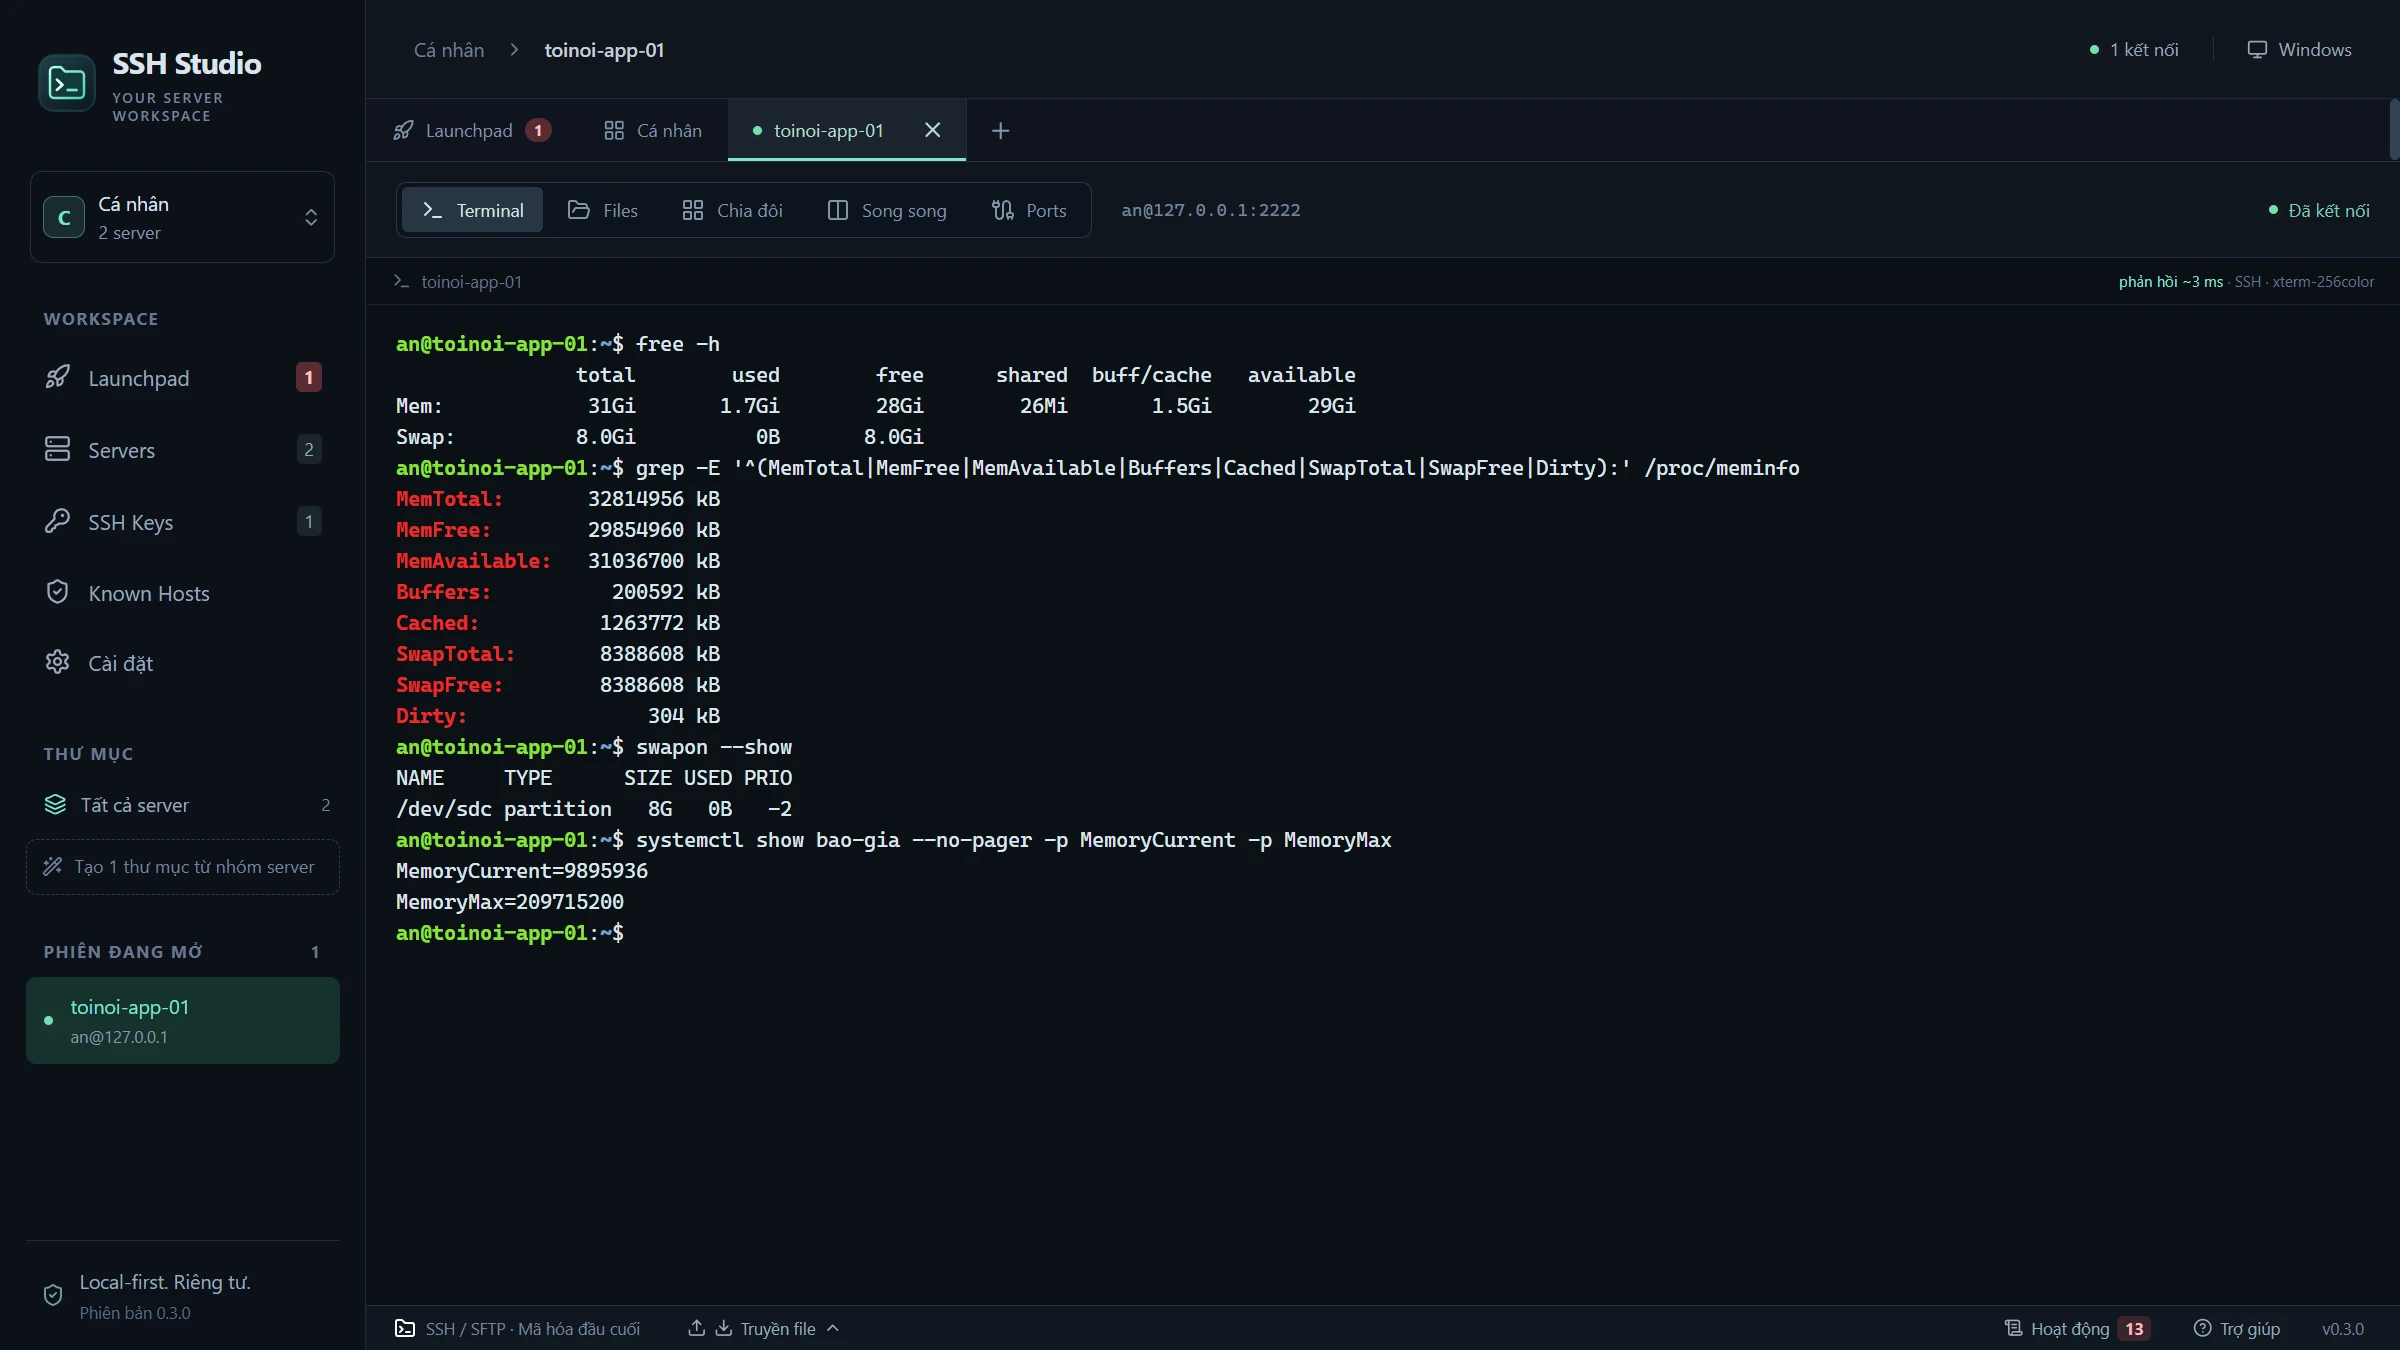 SSH Studio
YOUR SERVER
WORKSPACE
C
Cá nhân
2 server
WORKSPACE
Launchpad 1
Servers 2
SSH Keys 1
Known Hosts
Cài đặt
THƯ MỤC
Tất cả server 2
Tạo 1 thư mục từ nhóm server
PHIÊN ĐANG MỞ 1
toinoi-app-01
an@127.0.0.1
Local-first. Riêng tư.
Phiên bản 0.3.0
Cá nhân > toinoi-app-01
1 kết nối
Windows
Launchpad 1
Cá nhân
toinoi-app-01
Terminal
Files
Chia đôi
Song song
Ports
an@127.0.0.1:2222
Đã kết nối
toinoi-app-01
phản hồi ~3 ms · SSH · xterm-256color
an@toinoi-app-01:~$ free -h
               total        used        free      shared  buff/cache   available
Mem:            31Gi       1.7Gi        28Gi        26Mi       1.5Gi        29Gi
Swap:          8.0Gi          0B       8.0Gi
an@toinoi-app-01:~$ grep -E '^(MemTotal|MemFree|MemAvailable|Buffers|Cached|SwapTotal|SwapFree|Dirty):' /proc/meminfo
MemTotal:       32814956 kB
MemFree:        29854960 kB
MemAvailable:   31036700 kB
Buffers:          200592 kB
Cached:          1263772 kB
SwapTotal:       8388608 kB
SwapFree:        8388608 kB
Dirty:               304 kB
an@toinoi-app-01:~$ swapon --show
NAME     TYPE      SIZE USED PRIO
/dev/sdc partition   8G   0B   -2
an@toinoi-app-01:~$ systemctl show bao-gia --no-pager -p MemoryCurrent -p MemoryMax
MemoryCurrent=9895936
MemoryMax=209715200
an@toinoi-app-01:~$
SSH / SFTP · Mã hóa đầu cuối
Truyền file
Hoạt động 13
Trợ giúp
v0.3.0